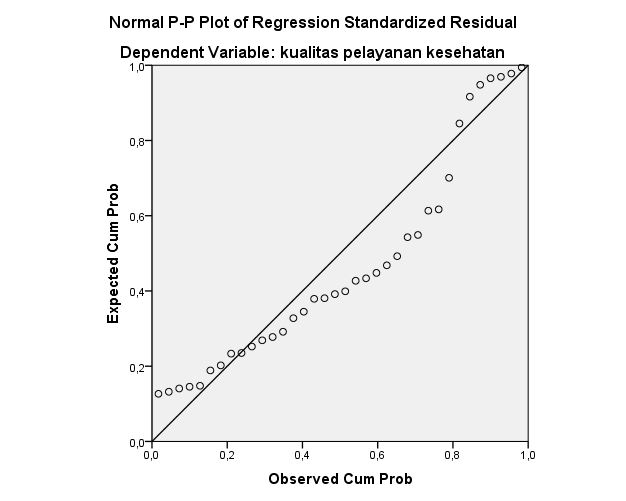 Normal P-P Plot of Regression Standardized Residual
Dependent Variable: kualitas pelayanan kesehatan
1,0
0,8
0,6
0,4
0,2
0,0
Expected Cum Prob
0,0 0,2 0,4 0,6 0,8 1,0
Observed Cum Prob